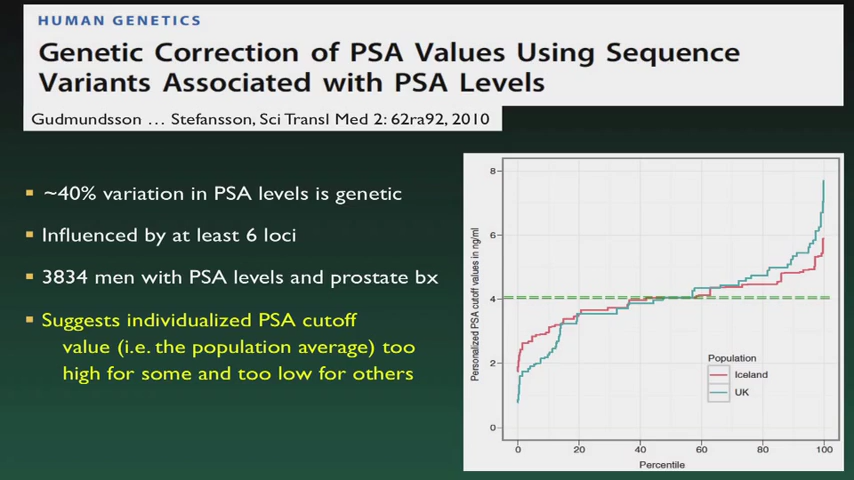 HUMAN GENETICS
Genetic Correction of PSA Values Using Sequence
Variants Associated with PSA Levels
Gudmundsson … Stefansson, Sci Transl Med 2: 62ra92, 2010
~40% variation in PSA levels is genetic
Influenced by at least 6 loci
3834 men with PSA levels and prostate bx
Suggests individualized PSA cutoff
value (i.e. the population average) too
high for some and too low for others
Personalized PSA cutoff values in ng/ml
8
6
4
2
0
Population
Iceland
UK
0 20 40 60 80 100
Percentile